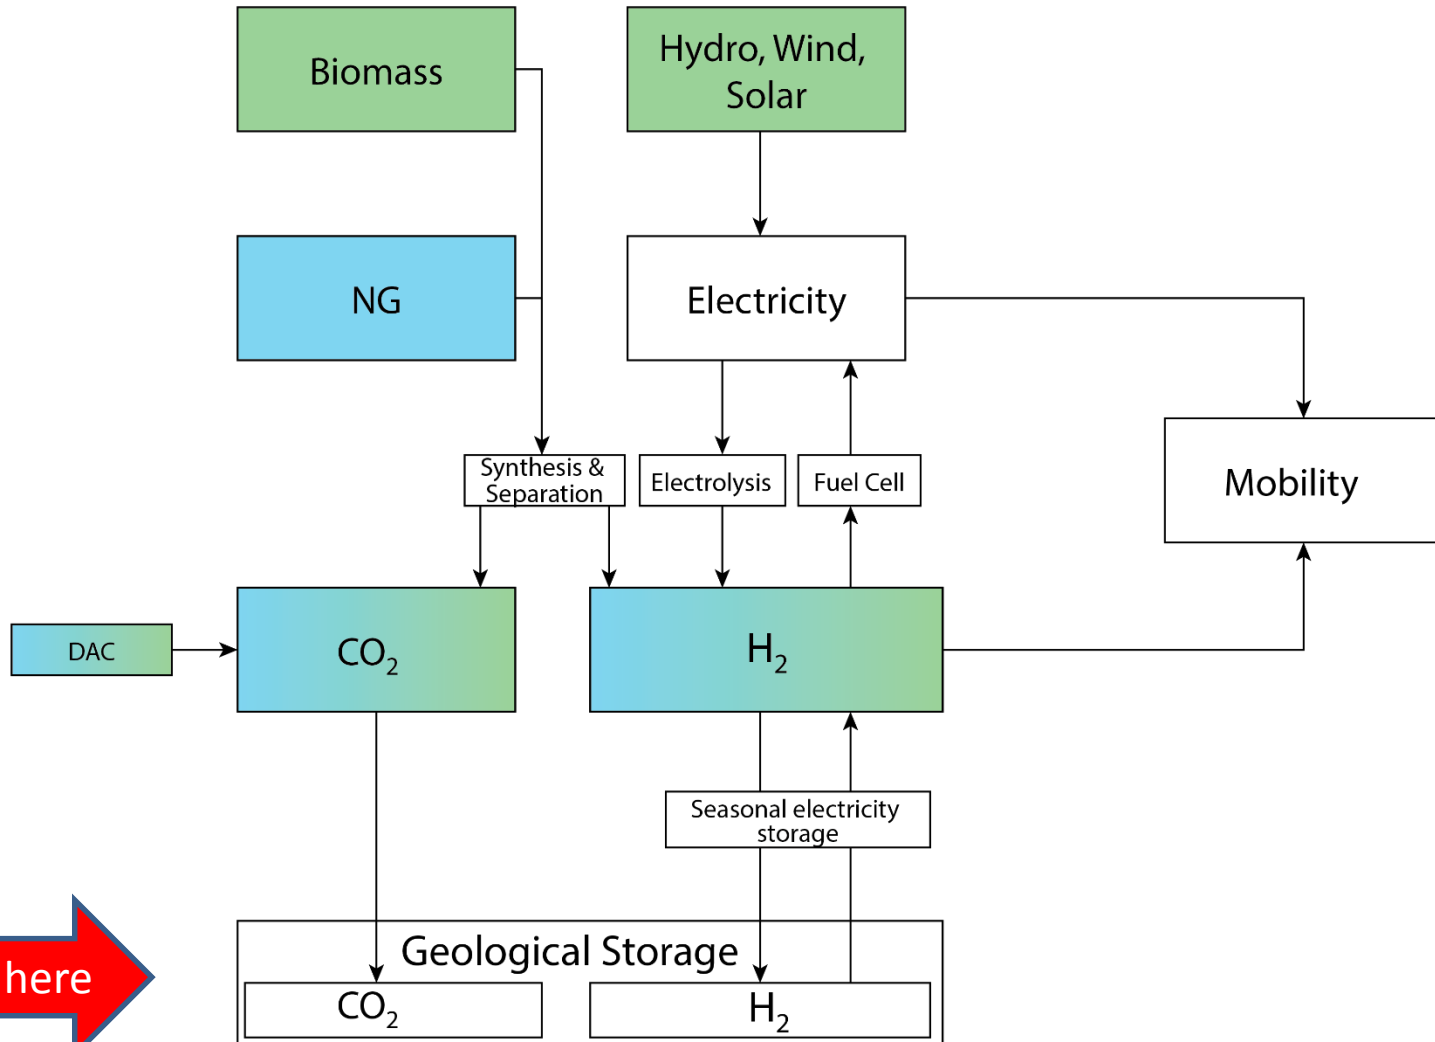 Biomass
Hydro, Wind,
Solar
NG
Electricity
Synthesis &
Separation
Electrolysis
Fuel Cell
Mobility
DAC
CO₂
H₂
Seasonal electricity
storage
Geological Storage
here
CO₂
H₂